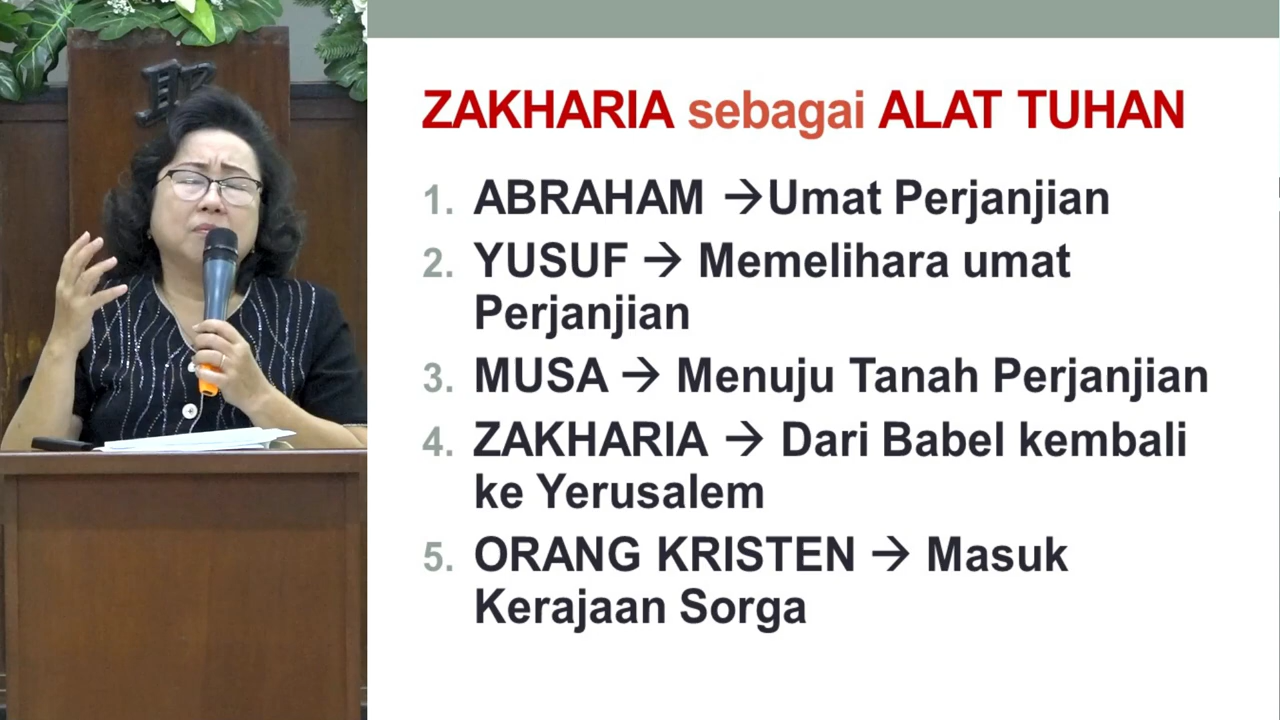 聖
ZAKHARIA sebagai ALAT TUHAN
1. ABRAHAM →Umat Perjanjian
2. YUSUF → Memelihara umat
Perjanjian
3. MUSA → Menuju Tanah Perjanjian
4. ZAKHARIA → Dari Babel kembali
ke Yerusalem
5. ORANG KRISTEN → Masuk
Kerajaan Sorga